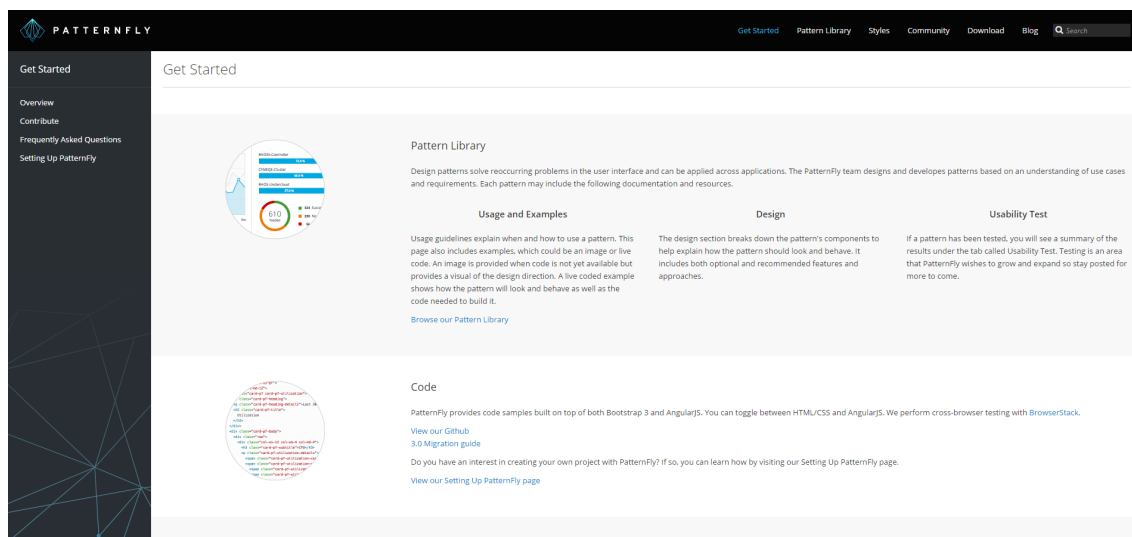 PATTERNFLY
Get Started
Pattern Library
Styles
Community
Download
Blog
Search
Get Started
Overview
Contribute
Frequently Asked Questions
Setting Up PatternFly
Get Started
Pattern Library
Design patterns solve reoccurring problems in the user interface and can be applied across applications. The PatternFly team designs and developes patterns based on an understanding of use cases
and requirements. Each pattern may include the following documentation and resources.
Usage and Examples
Usage guidelines explain when and how to use a pattern. This
page also includes examples, which could be an image or live
code. An image is provided when code is not yet available but
provides a visual of the design direction. A live coded example
shows how the pattern will look and behave as well as the
code needed to build it.
Design
The design section breaks down the pattern's components to
help explain how the pattern should look and behave. It
includes both optional and recommended features and
approaches.
Usability Test
If a pattern has been tested, you will see a summary of the
results under the tab called Usability Test. Testing is an area
that PatternFly wishes to grow and expand so stay posted for
more to come.
Browse our Pattern Library
610
Code
PatternFly provides code samples built on top of both Bootstrap 3 and AngularJS. You can toggle between HTML/CSS and AngularJS. We perform cross-browser testing with BrowserStack.
View our Github
3.0 Migration guide
Do you have an interest in creating your own project with PatternFly? If so, you can learn how by visiting our Setting Up PatternFly page.
View our Setting Up PatternFly page